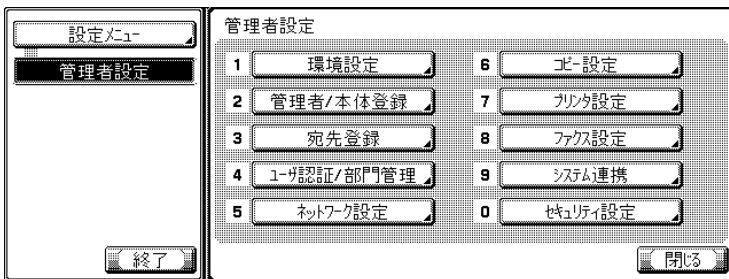 設定ﾒﾆｭｰ
管理者設定
終了
管理者設定
1 環境設定
2 管理者/本体登録
3 宛先登録
4 ﾕｰｻﾞ認証/部門管理
5 ﾈｯﾄﾜｰｸ設定
6 ｺﾋﾟｰ設定
7 ﾌﾟﾘﾝﾀ設定
8 ﾌｧｸｽ設定
9 ｼｽﾃﾑ連携
0 ｾｷｭﾘﾃｨ設定
閉じる